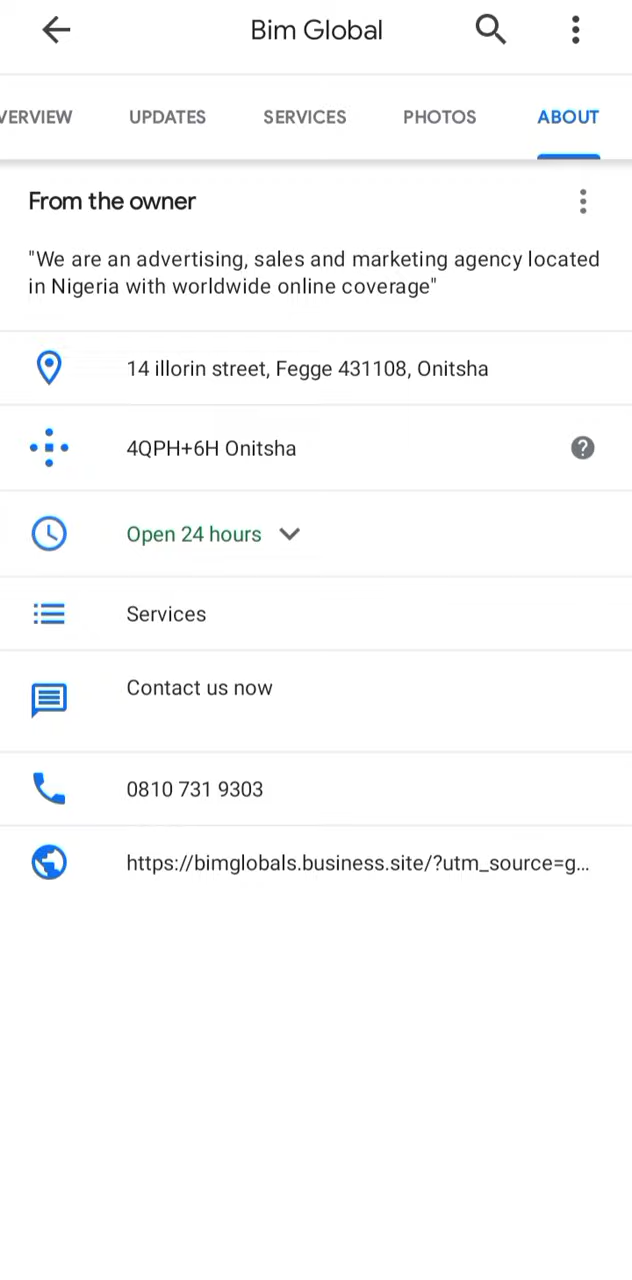 Bim Global
VERVIEW UPDATES SERVICES PHOTOS ABOUT
From the owner
"We are an advertising, sales and marketing agency located
in Nigeria with worldwide online coverage"
14 illorin street, Fegge 431108, Onitsha
4QPH+6H Onitsha
Open 24 hours
Services
Contact us now
0810 731 9303
https://bimglobals.business.site/?utm_source=g...